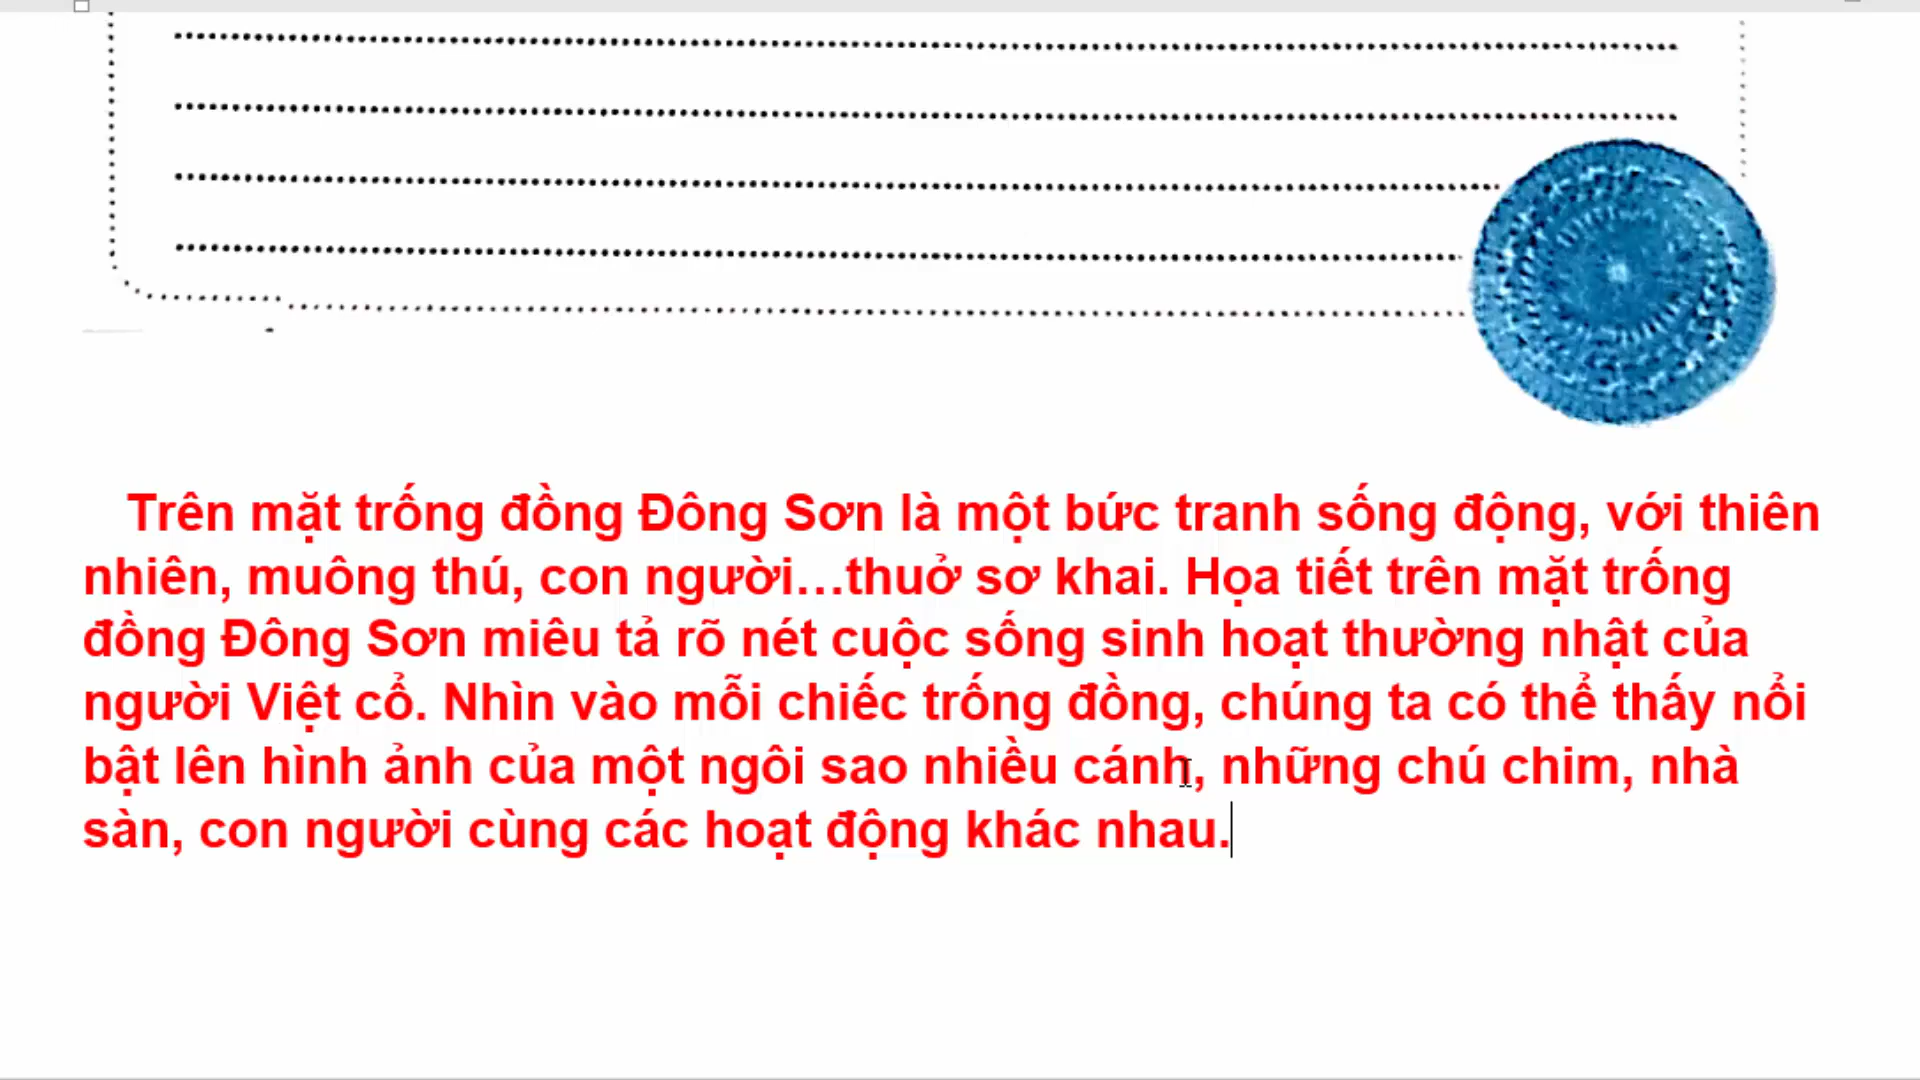 Trên mặt trống đồng Đông Sơn là một bức tranh sống động, với thiên
nhiên, muông thú, con người...thuở sơ khai. Họa tiết trên mặt trống
đồng Đông Sơn miêu tả rõ nét cuộc sống sinh hoạt thường nhật của
người Việt cổ. Nhìn vào mỗi chiếc trống đồng, chúng ta có thể thấy nổi
bật lên hình ảnh của một ngôi sao nhiều cánh, những chú chim, nhà
sàn, con người cùng các hoạt động khác nhau.